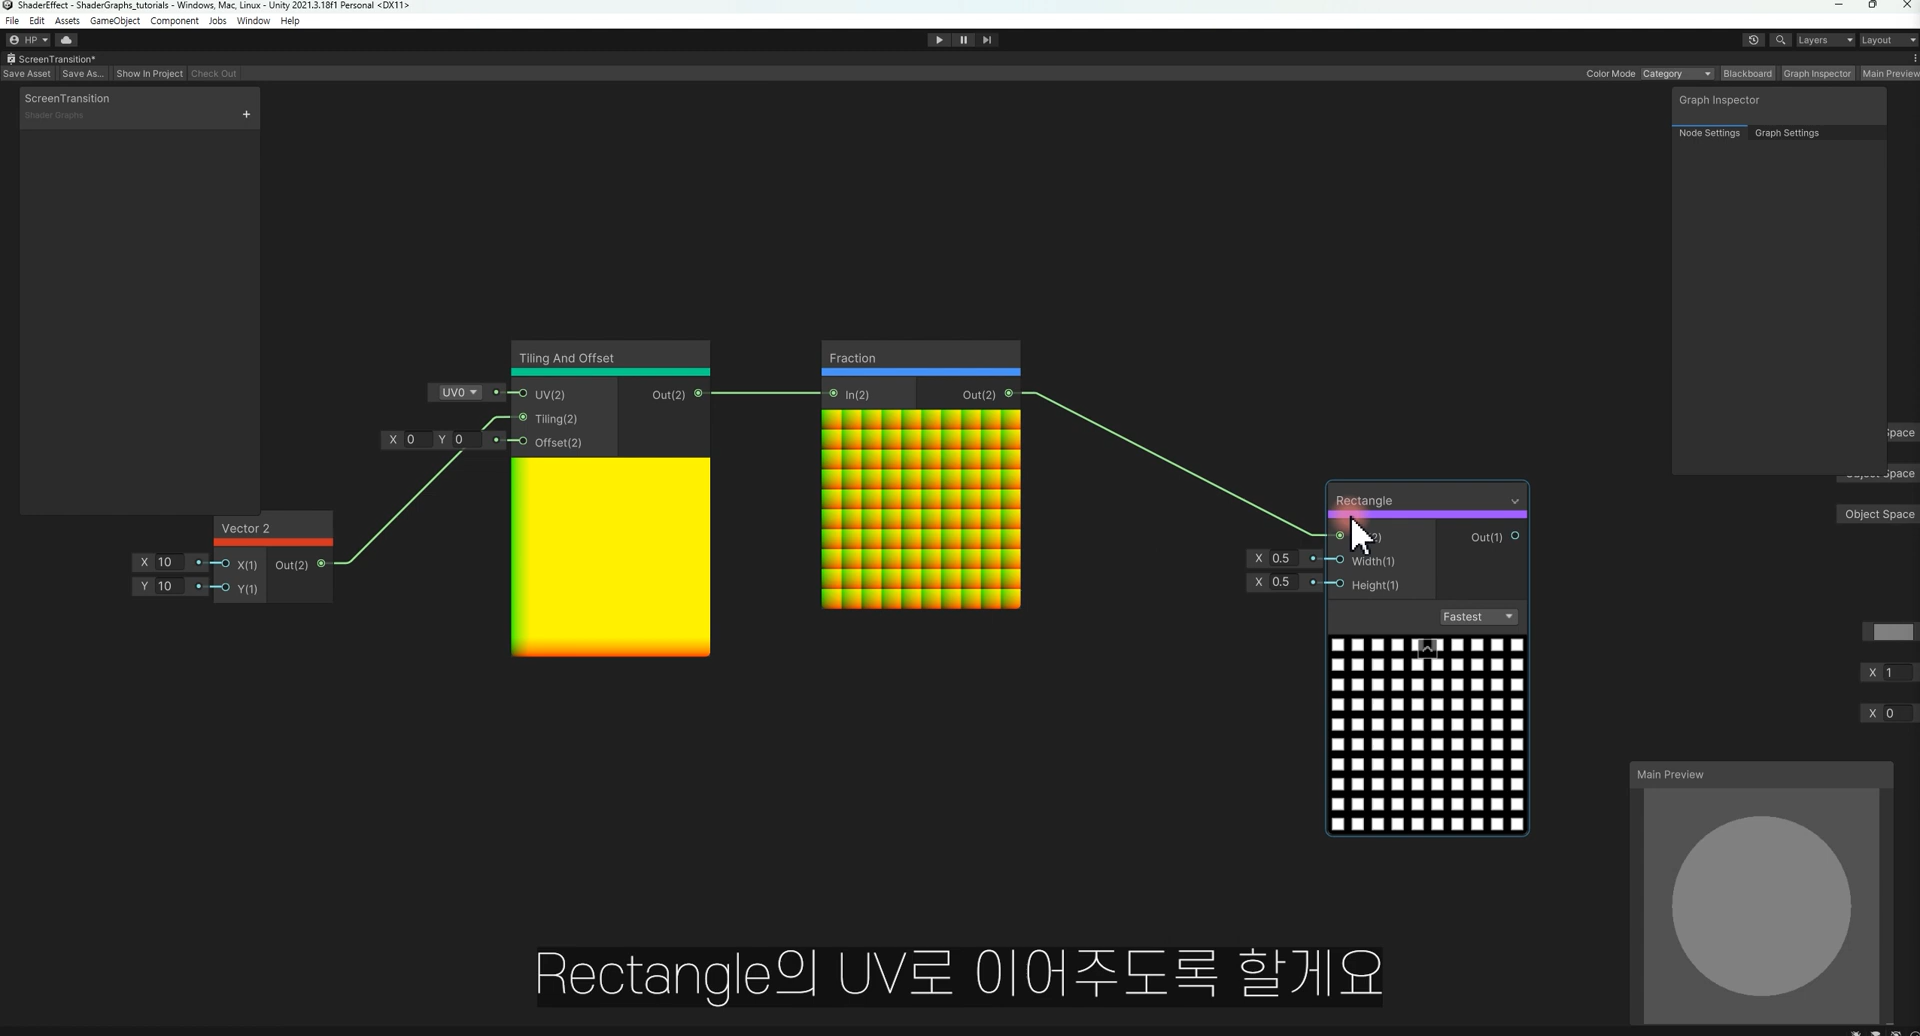 ShaderEffect - ShaderGraphs_tutorials - Windows, Mac, Linux - Unity 2021.3.18f1 Personal <DX11>
File Edit Assets GameObject Component Jobs Window Help
HP Layers Layout
ScreenTransition*
Save Asset Save As... Show In Project Check Out Color Mode Category Blackboard Graph Inspector Main Preview
ScreenTransition
Shader Graphs
+
Graph Inspector
Node Settings Graph Settings
Tiling And Offset
UV0 UV(2) Out(2)
Tiling(2)
X 0 Y 0 Offset(2)
Fraction
In(2) Out(2)
Vector 2
X 10 X(1) Out(2)
Y 10 Y(1)
Rectangle
Out(1)
X 0.5 Width(1)
X 0.5 Height(1)
Fastest
Space
Object Space
Object Space
X 1
X 0
Main Preview
Rectangle의 UV로 이어주도록 할게요